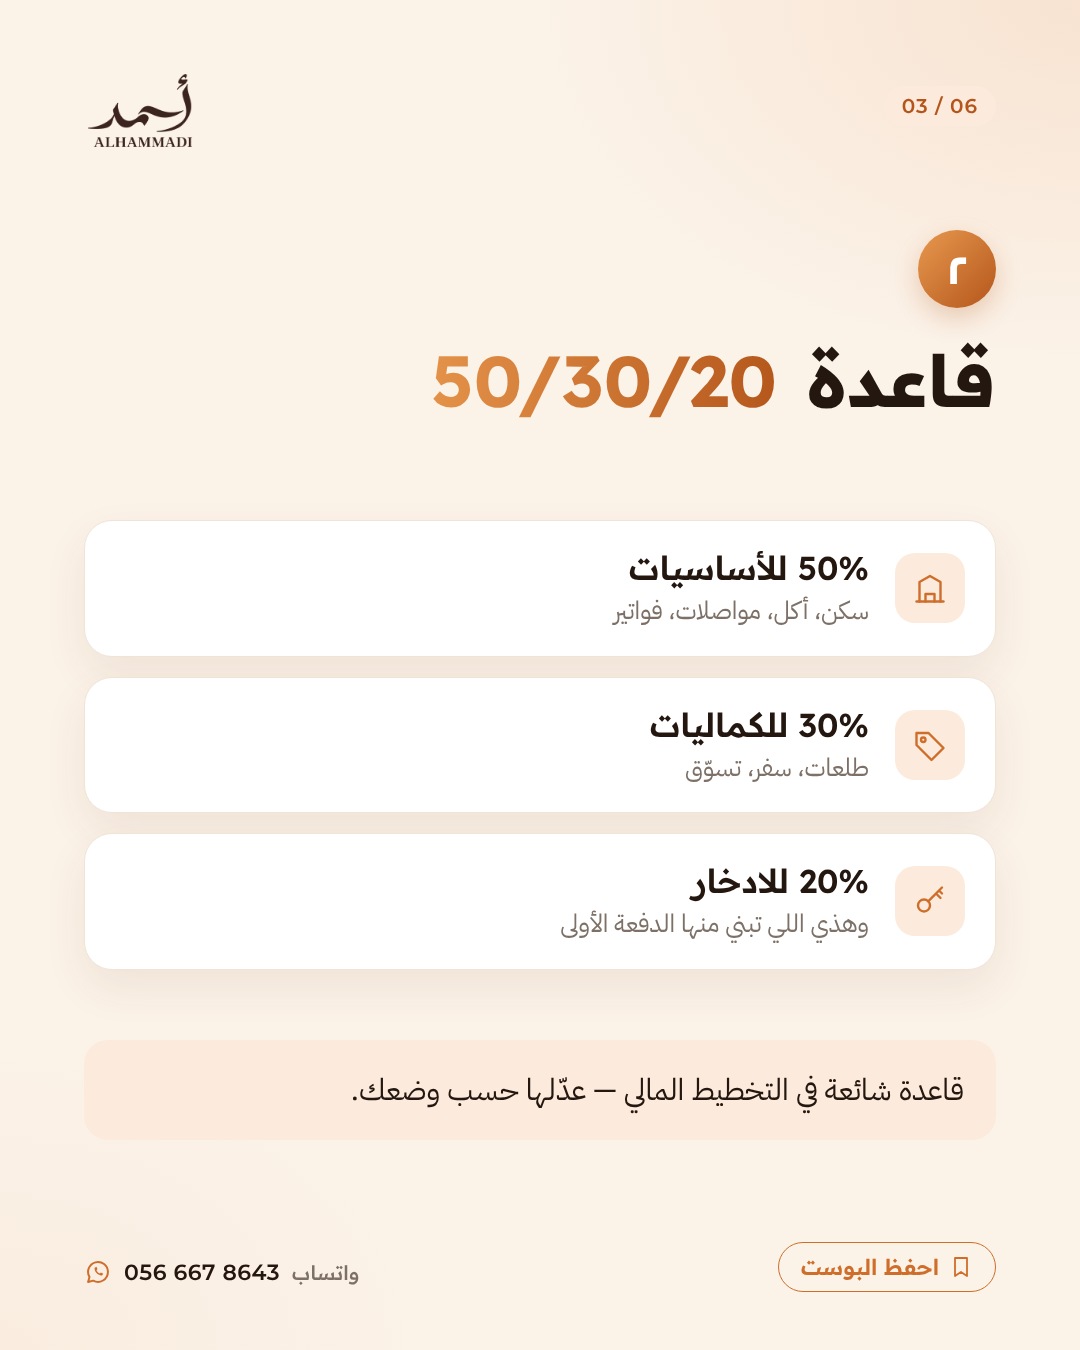 أحمد
ALHAMMADI
03 / 06
٢
قاعدة 50/30/20
50% للأساسيات
سكن، أكل، مواصلات، فواتير
30% للكماليات
طلعات، سفر، تسوّق
20% للادخار
وهذي اللي تبني منها الدفعة الأولى
قاعدة شائعة في التخطيط المالي — عدّلها حسب وضعك.
احفظ البوست
واتساب 056 667 8643